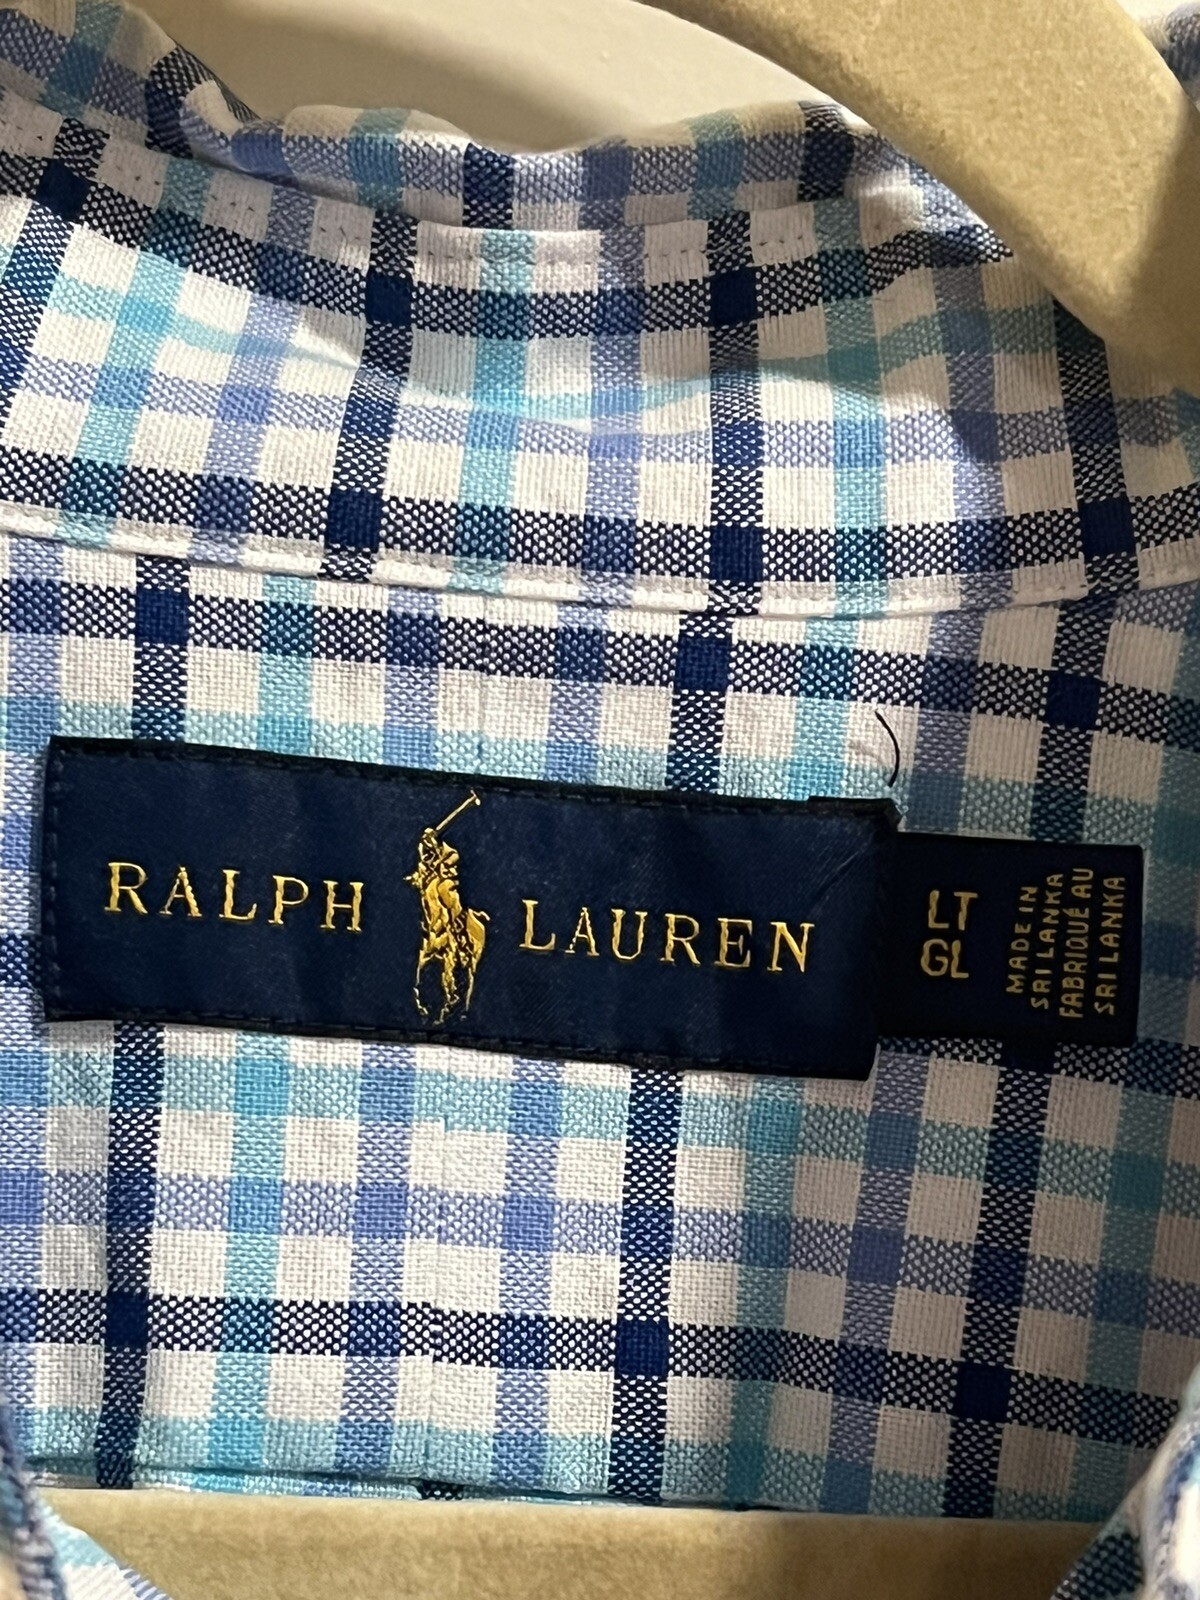 RALPH LAUREN
LT
GL
MADE IN
SRI LANKA
FABRIQUÉ AU
SRI LANKA